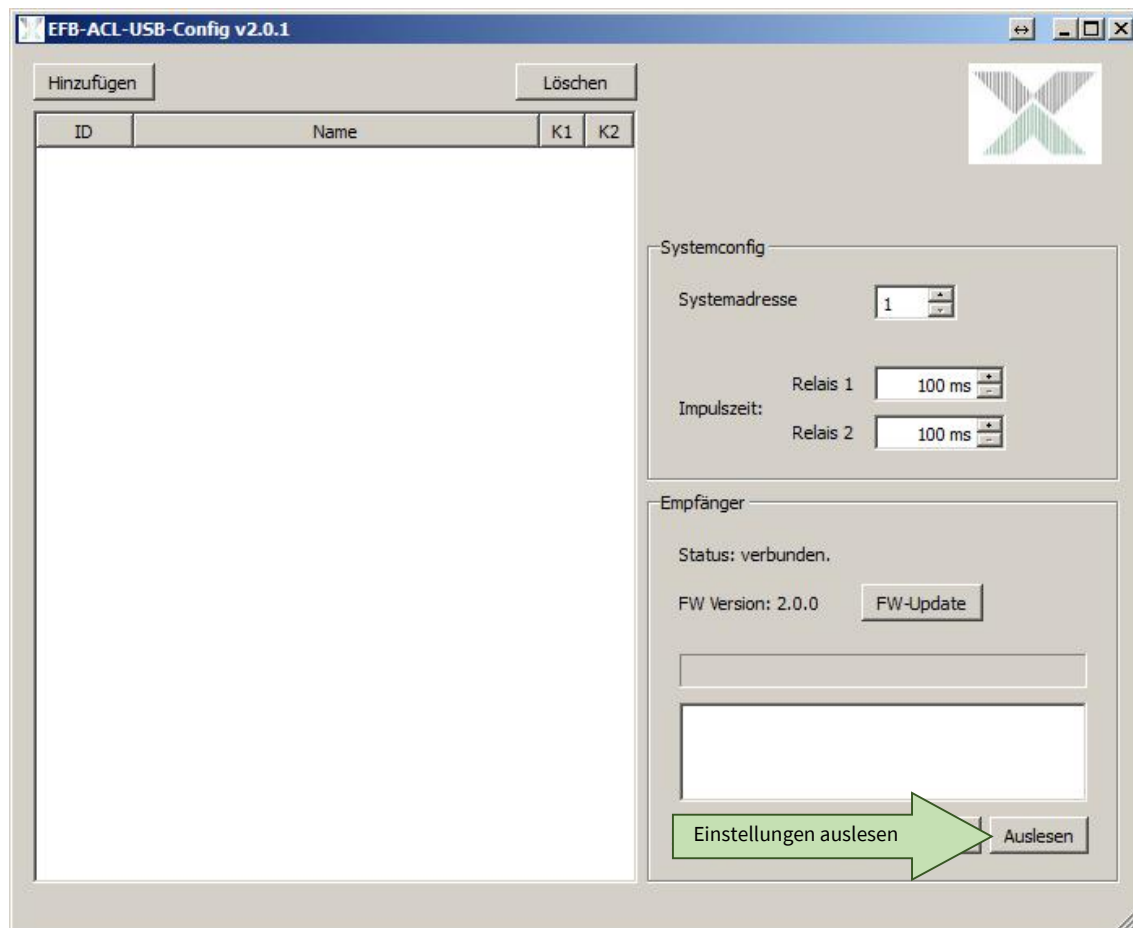 EFB-ACL-USB-Config v2.0.1
Hinzufügen
Löschen
ID Name K1 K2
Systemconfig
Systemadresse 1
Impulszeit:
Relais 1 100 ms
Relais 2 100 ms
Empfänger
Status: verbunden.
FW Version: 2.0.0 FW-Update
Einstellungen auslesen
Auslesen